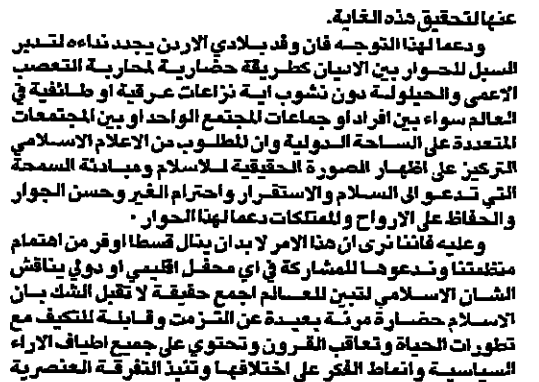 عنها لتحقيق هذه الغاية.
ودعما لهذا التوجه فان وفد بلادي الاردن يجدد نداءه لتدبر
السبل للحوار بين الاديان كطريقة حضارية لمحاربة التعصب
الاعمى والحيلولة دون نشوب اية نزاعات عرقية او طائفية في
العالم سواء بين افراد او جماعات المجتمع الواحد او بين المجتمعات
المتعددة على الساحة الدولية وان المطلوب من الاعلام الاسلامي
التركيز على اظهار الصورة الحقيقية للاسلام ومبادئه السمحة
التي تدعو الى السلام والاستقرار واحترام الغير وحسن الجوار
والحفاظ على الارواح والممتلكات دعما لهذا الحوار .
وعليه فاننا نرى ان هذا الامر لا بد ان ينال قسطا اوفر من اهتمام
منظمتنا وندعوها للمشاركة في اي محفل اقليمي او دولي يناقش
الشان الاسلامي لتبين للعالم اجمع حقيقة لا تقبل الشك بان
الاسلام حضارة مرنة بعيدة عن التزمت وقابلة للتكيف مع
تطورات الحياة وتعاقب القرون وتحتوي على جميع اطياف الاراء
السياسية وانماط الفكر على اختلافها وتنبذ التفرقة العنصرية